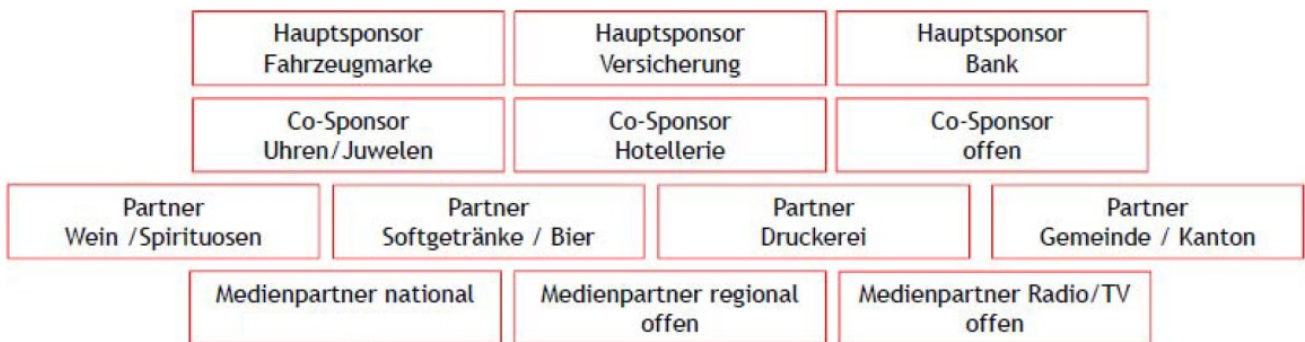 Hauptsponsor
Fahrzeugmarke
Hauptsponsor
Versicherung
Hauptsponsor
Bank
Co-Sponsor
Uhren/Juwelen
Co-Sponsor
Hotellerie
Co-Sponsor
offen
Partner
Wein /Spirituosen
Partner
Softgetränke / Bier
Partner
Druckerei
Partner
Gemeinde / Kanton
Medienpartner national
Medienpartner regional
offen
Medienpartner Radio/TV
offen